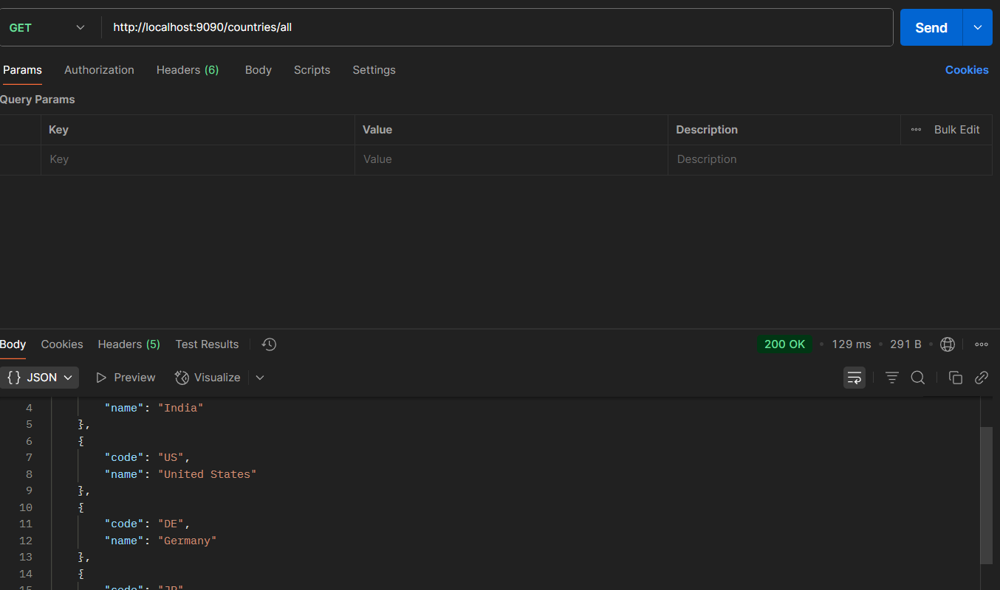 GET http://localhost:9090/countries/all Send
Params Authorization Headers (6) Body Scripts Settings Cookies
Query Params
Key Value Description Bulk Edit
Key Value Description
Body Cookies Headers (5) Test Results 200 OK • 129 ms • 291 B •
{} JSON Preview Visualize
4 "name": "India"
5 },
6 {
7 "code": "US",
8 "name": "United States"
9 },
10 {
11 "code": "DE",
12 "name": "Germany"
13 },
14 {
15 "code": "JP"